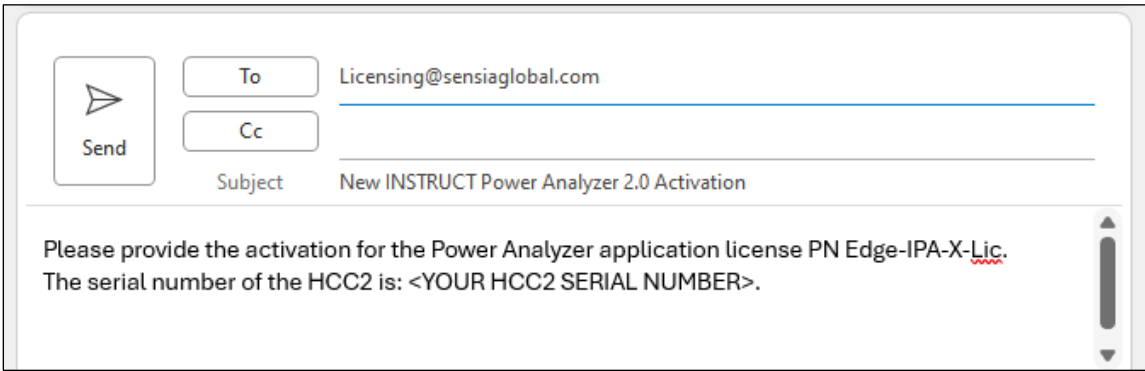 To
Licensing@sensiaglobal.com
Send
Cc
Subject
New INSTRUCT Power Analyzer 2.0 Activation
Please provide the activation for the Power Analyzer application license PN Edge-IPA-X-Lic.
The serial number of the HCC2 is: <YOUR HCC2 SERIAL NUMBER>.